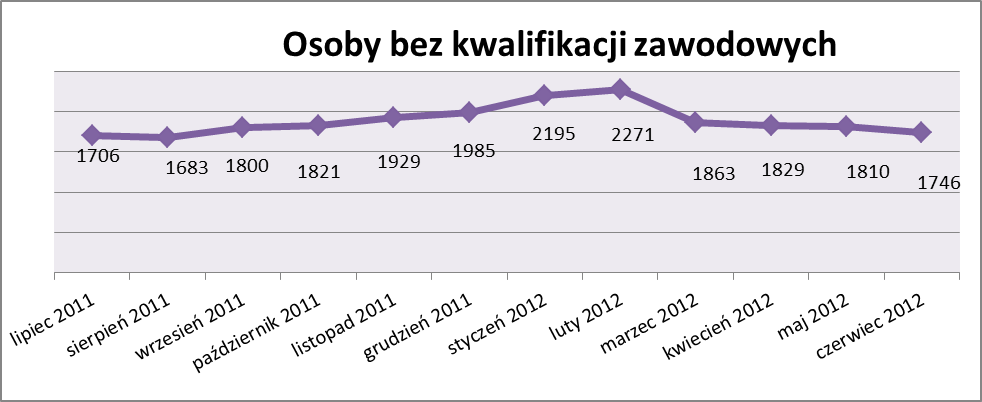 Osoby bez kwalifikacji zawodowych
1706
1683
1800
1821
1929
1985
2195
2271
1863
1829
1810
1746
lipiec 2011
sierpień 2011
wrzesień 2011
październik 2011
listopad 2011
grudzień 2011
styczeń 2012
luty 2012
marzec 2012
kwiecień 2012
maj 2012
czerwiec 2012